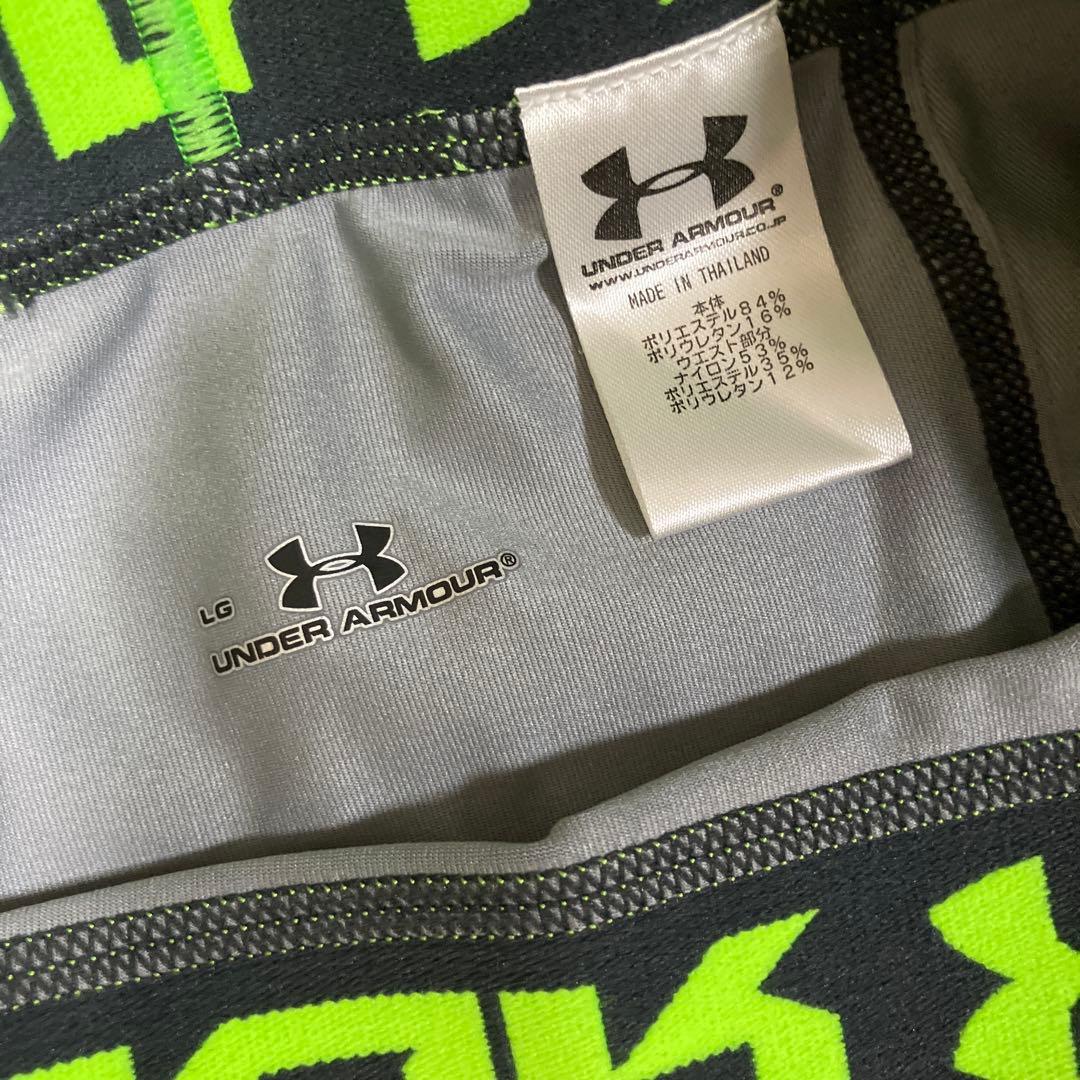 UNDER ARMOUR®
WWW.UNDERARMOUR.CO.JP
MADE IN THAILAND
本体
ポリエステル84%
ポリウレタン16%
ウエスト部分
ナイロン53%
ポリエステル35%
ポリウレタン12%
LG
UNDER ARMOUR®